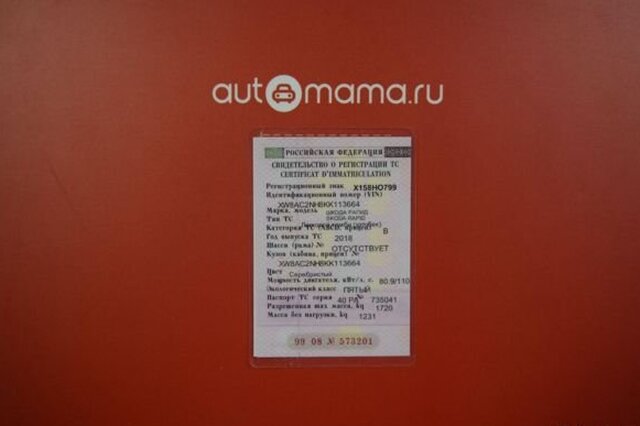 automama.ru
РОССИЙСКАЯ ФЕДЕРАЦИЯ
СВИДЕТЕЛЬСТВО О РЕГИСТРАЦИИ ТС
CERTIFICAT D'IMMATRICULATION
Регистрационный знак Х158НО799
Идентификационный номер (VIN)
XW8AC2NH8KK113664
Марка, модель ШКОДА РАПИД
SKODA RAPID
Тип ТС
Категория ТС (ABCD, прицеп) В
Год выпуска ТС 2018
Шасси (рама) № ОТСУТСТВУЕТ
Кузов (кабина, прицеп) №
XW8AC2NH8KK113664
Цвет Серебристый
Мощность двигателя, кВт/л. с. 80.9/110
Экологический класс ПЯТЫЙ
Паспорт ТС серия 40 РА № 735041
Разрешенная max масса, kg 1720
Масса без нагрузки, kg 1231
99 08 № 573201